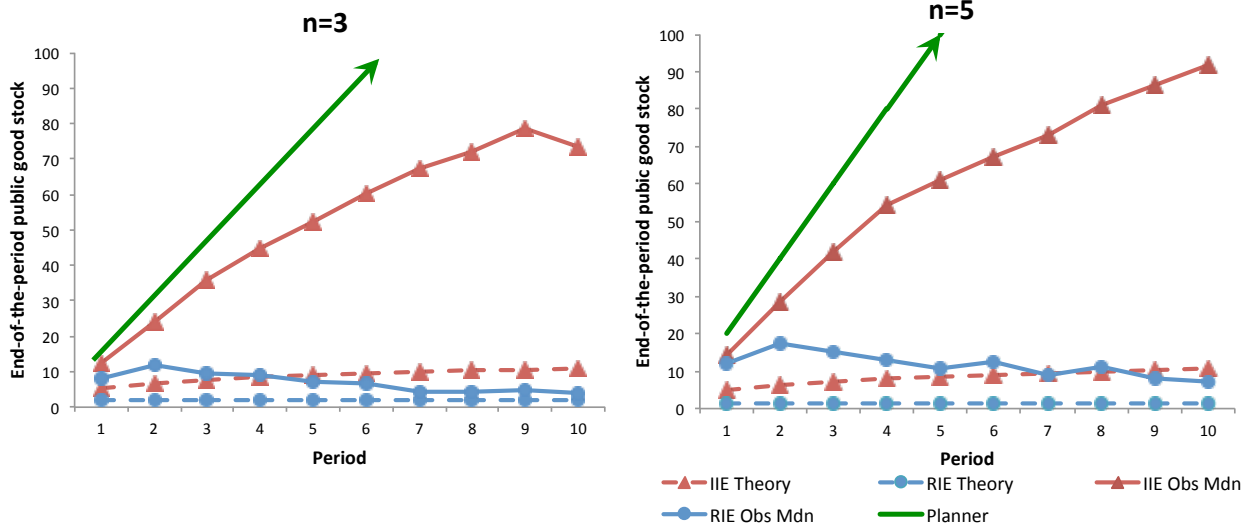 n=3
End-of-the-period public good stock
100
90
80
70
60
50
40
30
20
10
0
1 2 3 4 5 6 7 8 9 10
Period
n=5
End-of-the-period pubic good stock
100
90
80
70
60
50
40
30
20
10
0
1 2 3 4 5 6 7 8 9 10
Period
IIE Theory RIE Theory IIE Obs Mdn
RIE Obs Mdn Planner